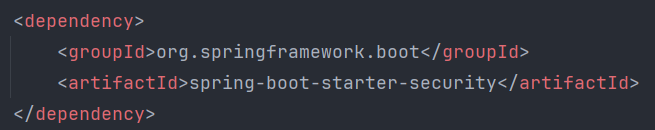 <dependency>
    <groupId>org.springframework.boot</groupId>
    <artifactId>spring-boot-starter-security</artifactId>
</dependency>